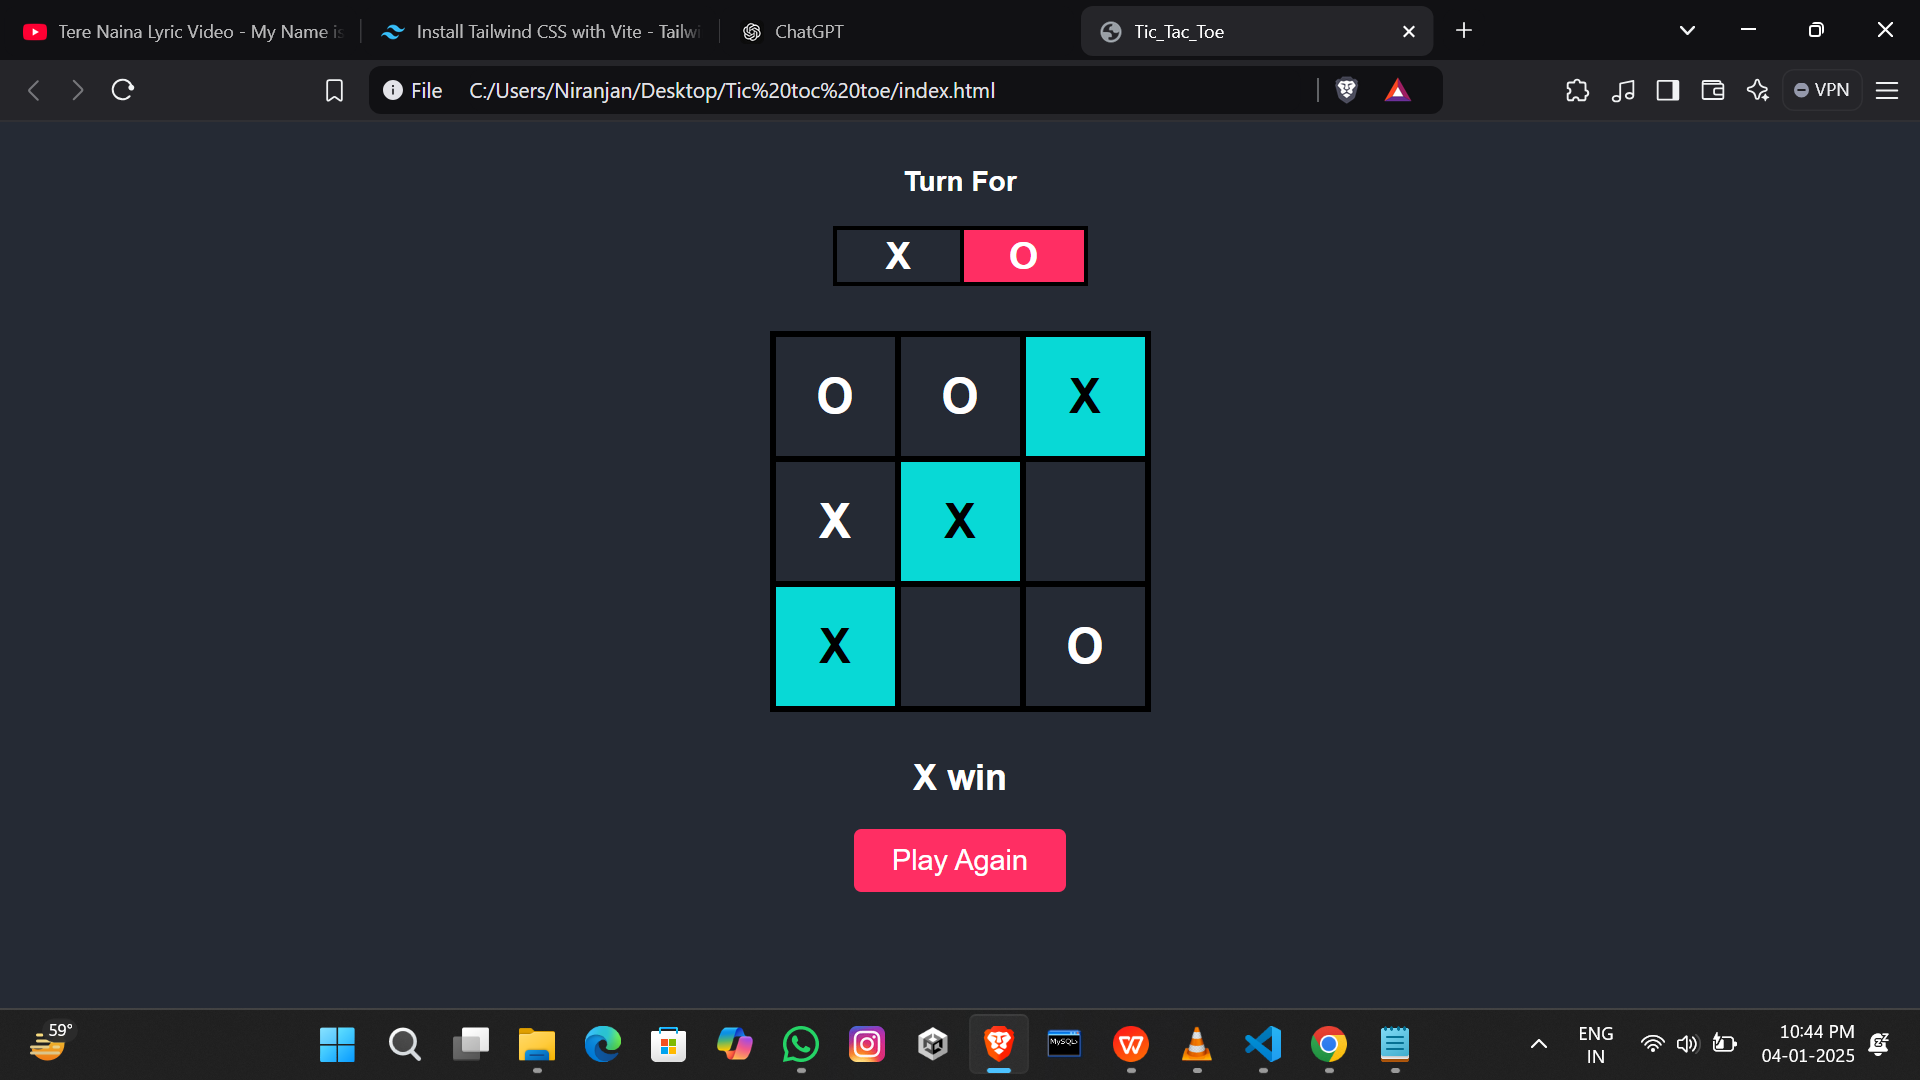 Tere Naina Lyric Video - My Name is
Install Tailwind CSS with Vite - Tailwi
ChatGPT
Tic_Tac_Toe
File C:/Users/Niranjan/Desktop/Tic%20toc%20toe/index.html
VPN
Turn For
X O
O O X
X X
X O
X win
Play Again
59°
MySQL
ENG
IN
10:44 PM
04-01-2025